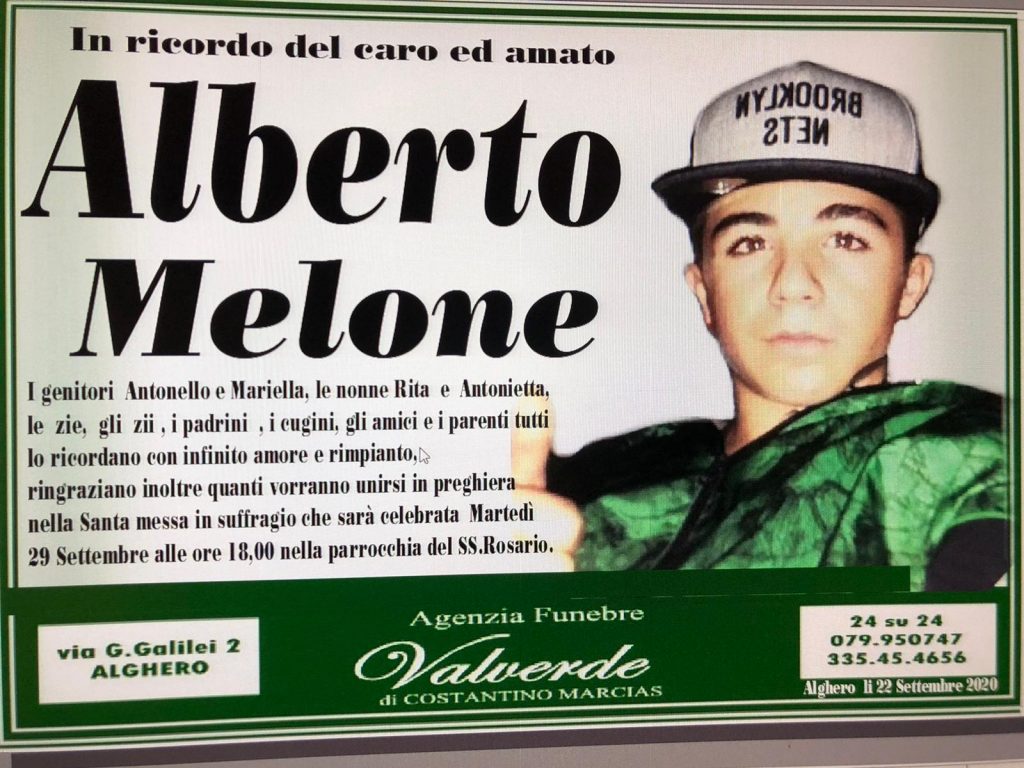 In ricordo del caro ed amato
Alberto
Melone
I genitori Antonello e Mariella, le nonne Rita e Antonietta,
le zie, gli zii , i padrini , i cugini, gli amici e i parenti tutti
lo ricordano con infinito amore e rimpianto,
ringraziano inoltre quanti vorranno unirsi in preghiera
nella Santa messa in suffragio che sarà celebrata Martedì
29 Settembre alle ore 18,00 nella parrocchia del SS.Rosario.
BROOKLYN
NETS
via G.Galilei 2
ALGHERO
Agenzia Funebre
Valverde
di COSTANTINO MARCIAS
24 su 24
079.950747
335.45.4656
Alghero li 22 Settembre 2020